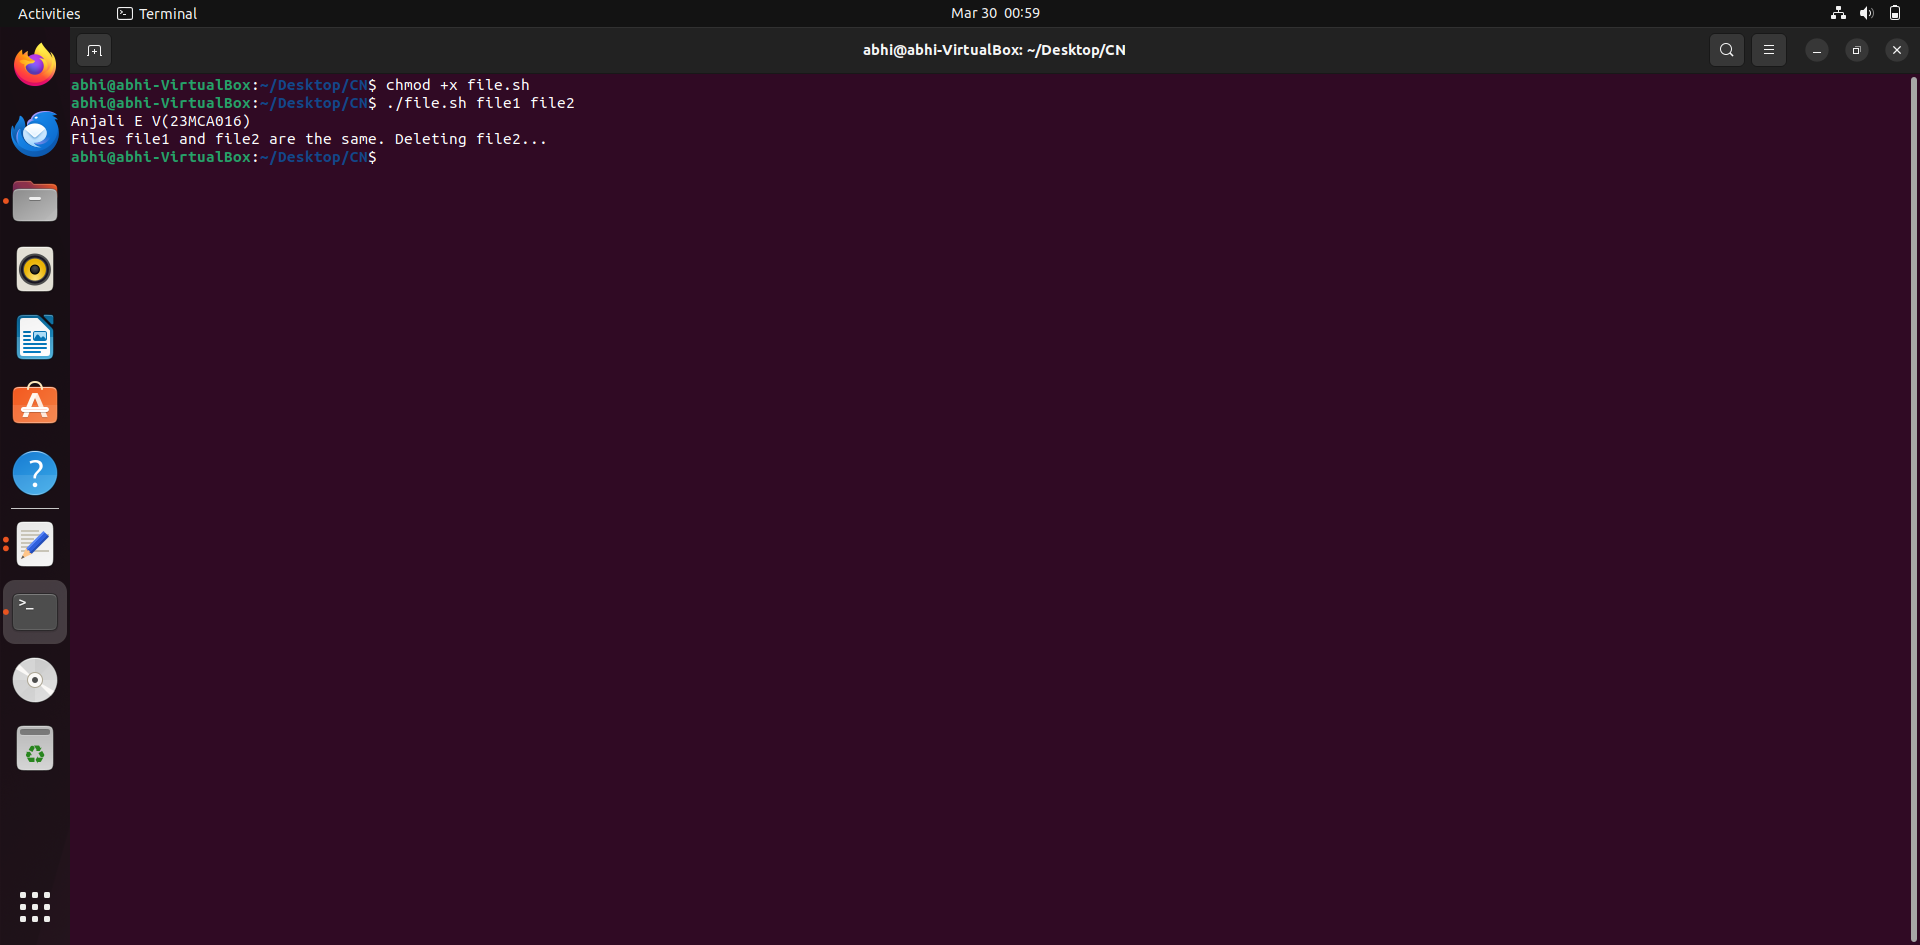 Activities
Terminal
Mar 30 00:59
abhi@abhi-VirtualBox: ~/Desktop/CN
abhi@abhi-VirtualBox:~/Desktop/CN$ chmod +x file.sh
abhi@abhi-VirtualBox:~/Desktop/CN$ ./file.sh file1 file2
Anjali E V(23MCA016)
Files file1 and file2 are the same. Deleting file2...
abhi@abhi-VirtualBox:~/Desktop/CN$